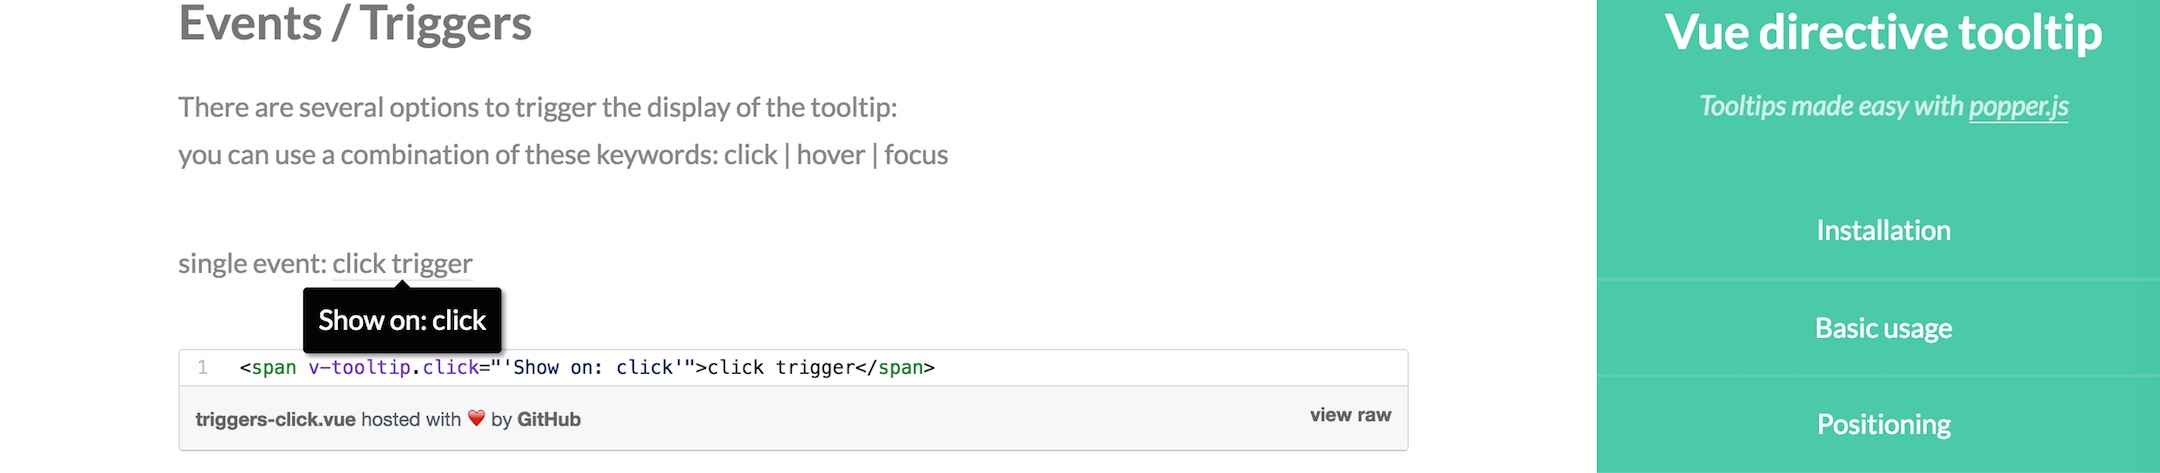 Events / Triggers
There are several options to trigger the display of the tooltip:
you can use a combination of these keywords: click | hover | focus
single event: click trigger
Show on: click
1 <span v-tooltip.click="'Show on: click'">click trigger</span>
triggers-click.vue hosted with ❤ by GitHub
view raw
Vue directive tooltip
Tooltips made easy with popper.js
Installation
Basic usage
Positioning